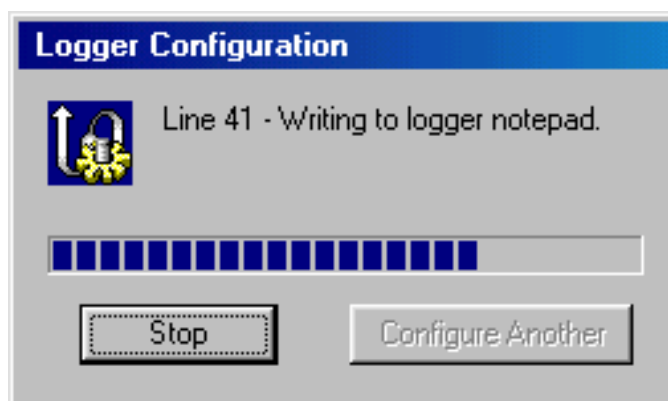 Logger Configuration
Line 41 - Writing to logger notepad.
Stop
Configure Another